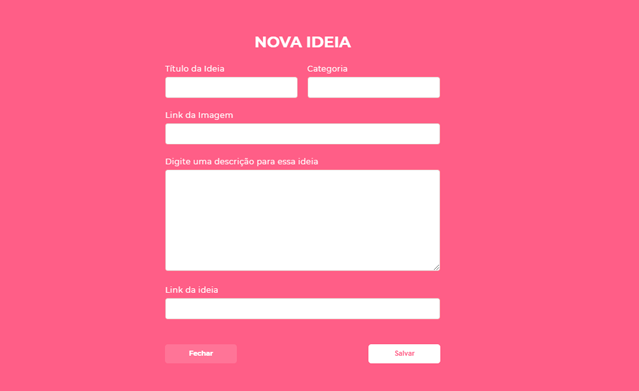 NOVA IDEIA
Título da Ideia
Categoria
Link da Imagem
Digite uma descrição para essa ideia
Link da ideia
Fechar
Salvar